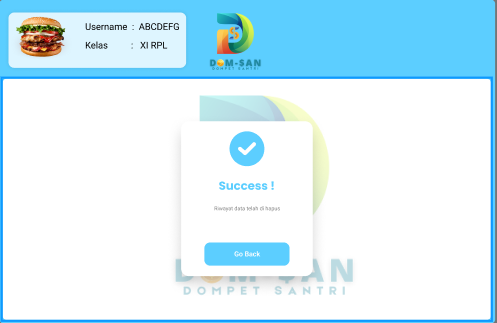 Username : ABCDEFG
Kelas : XI RPL
DOM-SAN
DOMPET SANTRI
Success !
Riwayat data telah di hapus
Go Back
DOM-SAN
DOMPET SANTRI